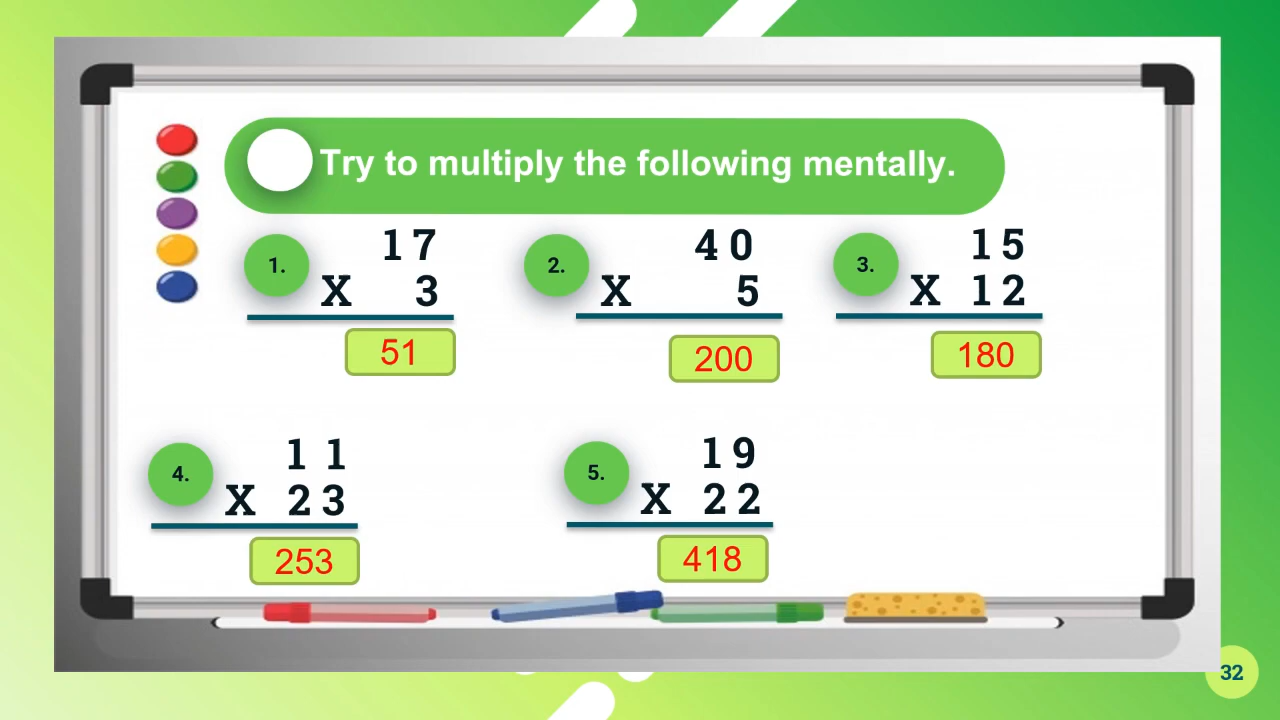 Try to multiply the following mentally.
1. 17
X 3
51
2. 40
X 5
200
3. 15
X 12
180
4. 11
X 23
253
5. 19
X 22
418
32